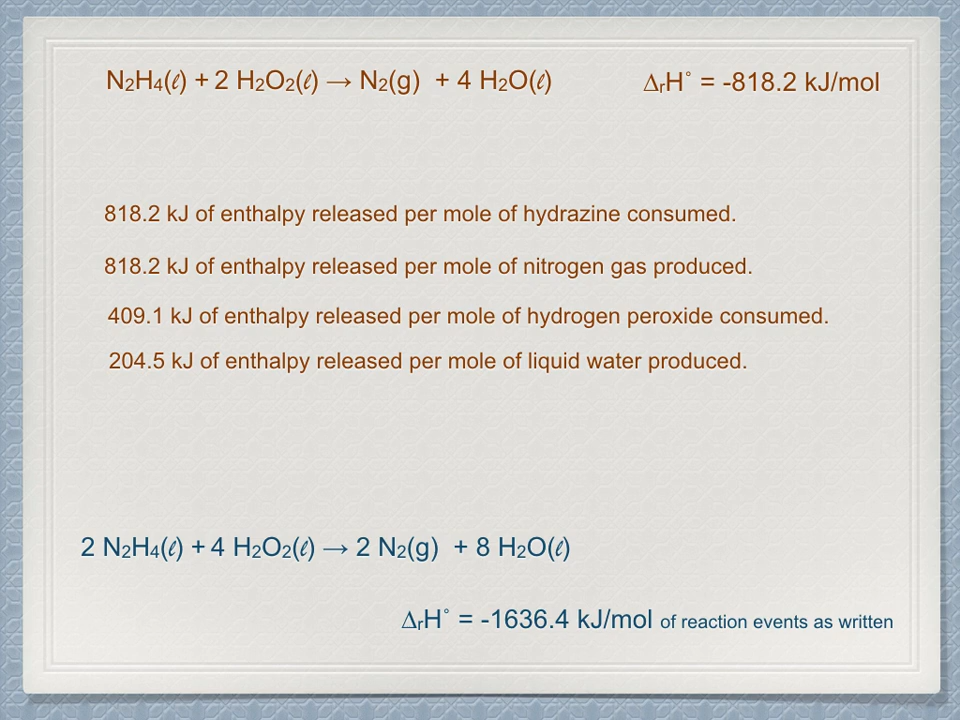 N₂H₄(ℓ) + 2 H₂O₂(ℓ) → N₂(g) + 4 H₂O(ℓ) ΔᵣH˚ = -818.2 kJ/mol
818.2 kJ of enthalpy released per mole of hydrazine consumed.
818.2 kJ of enthalpy released per mole of nitrogen gas produced.
409.1 kJ of enthalpy released per mole of hydrogen peroxide consumed.
204.5 kJ of enthalpy released per mole of liquid water produced.
2 N₂H₄(ℓ) + 4 H₂O₂(ℓ) → 2 N₂(g) + 8 H₂O(ℓ)
ΔᵣH˚ = -1636.4 kJ/mol of reaction events as written